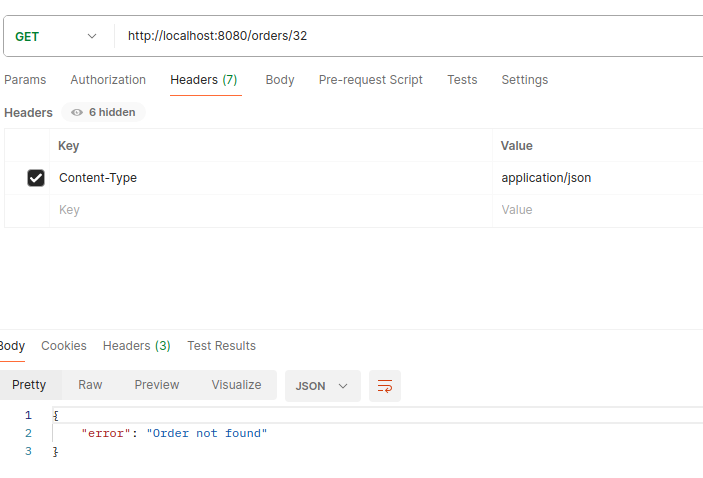 GET http://localhost:8080/orders/32
Params Authorization Headers (7) Body Pre-request Script Tests Settings
Headers 6 hidden
Key Value
Content-Type application/json
Key Value
Body Cookies Headers (3) Test Results
Pretty Raw Preview Visualize JSON
1 {
2 "error": "Order not found"
3 }